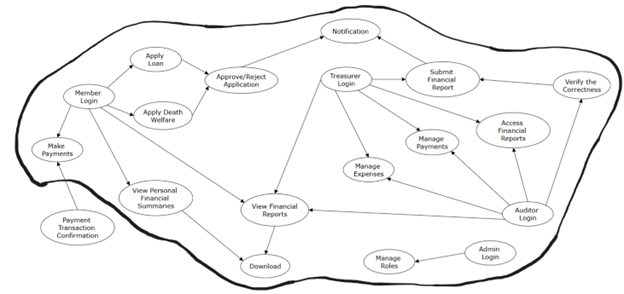 Notification
Apply
Loan
Approve/Reject
Application
Treasurer
Login
Submit
Financial
Report
Verify the
Correctness
Member
Login
Apply Death
Welfare
Access
Financial
Reports
Manage
Payments
Make
Payments
Manage
Expenses
View Personal
Financial
Summaries
View Financial
Reports
Auditor
Login
Payment
Transaction
Confirmation
Download
Manage
Roles
Admin
Login